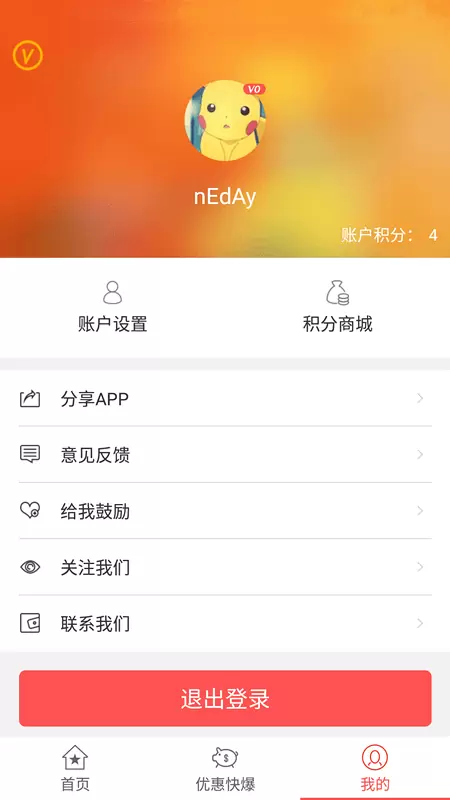 V
V0
nEdAy
账户积分： 4
账户设置
积分商城
分享APP
意见反馈
给我鼓励
关注我们
联系我们
退出登录
首页
优惠快爆
我的